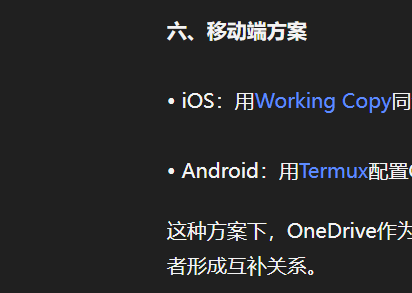 六、移动端方案
• iOS：用Working Copy同
• Android：用Termux配置
这种方案下，OneDrive作为
者形成互补关系。